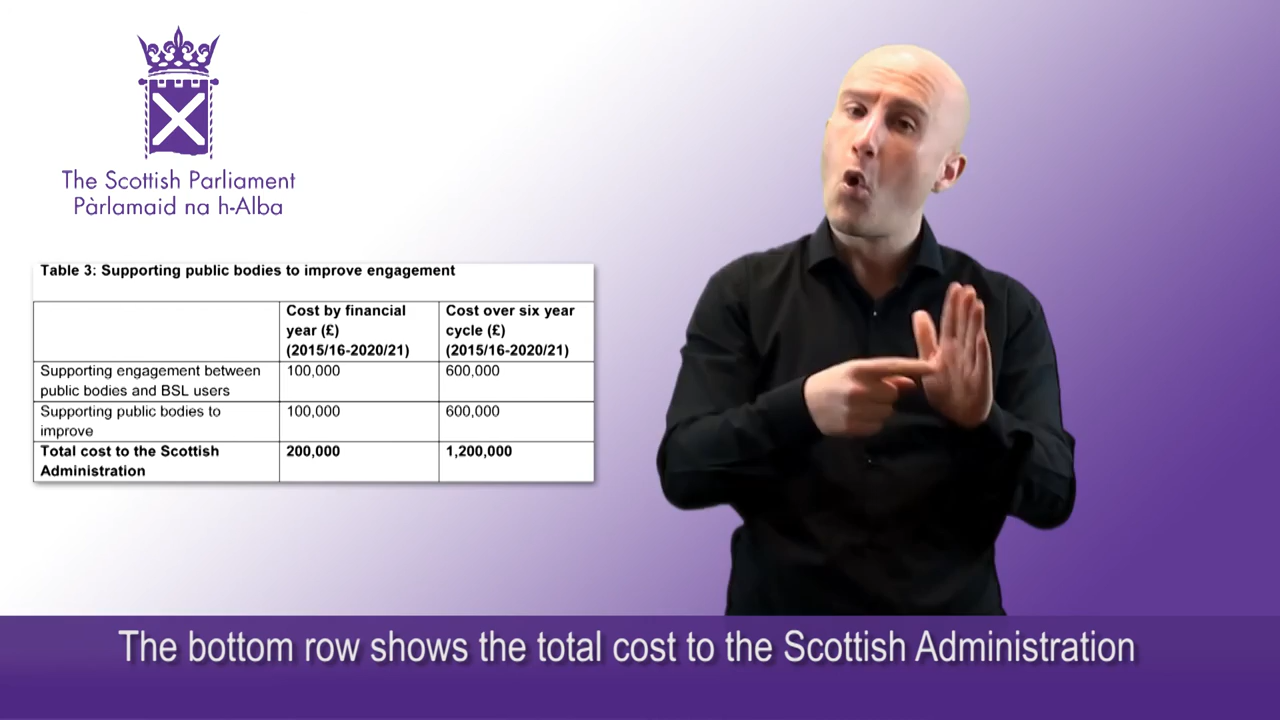 The Scottish Parliament
Pàrlamaid na h-Alba
Table 3: Supporting public bodies to improve engagement
Cost by financial
year (£)
(2015/16-2020/21)
Cost over six year
cycle (£)
(2015/16-2020/21)
Supporting engagement between
public bodies and BSL users
100,000
600,000
Supporting public bodies to
improve
100,000
600,000
Total cost to the Scottish
Administration
200,000
1,200,000
The bottom row shows the total cost to the Scottish Administration